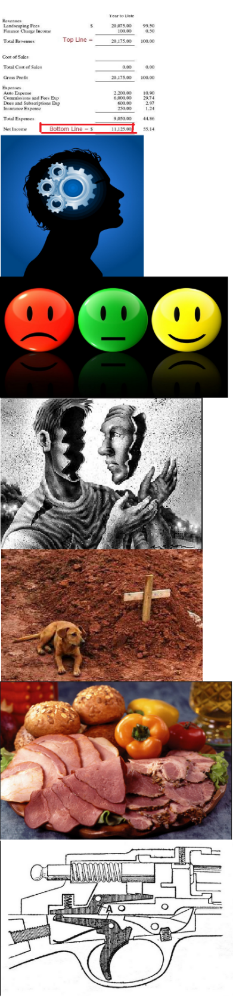 Year to Date
Revenues
Landscaping Fees $ 20,075.00 99.50
Finance Charge Income 100.00 0.50
Total Revenues Top Line = 20,175.00 100.00
Cost of Sales
Total Cost of Sales 0.00 0.00
Gross Profit 20,175.00 100.00
Expenses
Auto Expense 2,200.00 10.90
Commissions and Fees Exp 6,000.00 29.74
Dues and Subscriptions Exp 600.00 2.97
Insurance Expense 250.00 1.24
Total Expenses 9,050.00 44.86
Net Income Bottom Line = $ 11,125.00 55.14
A